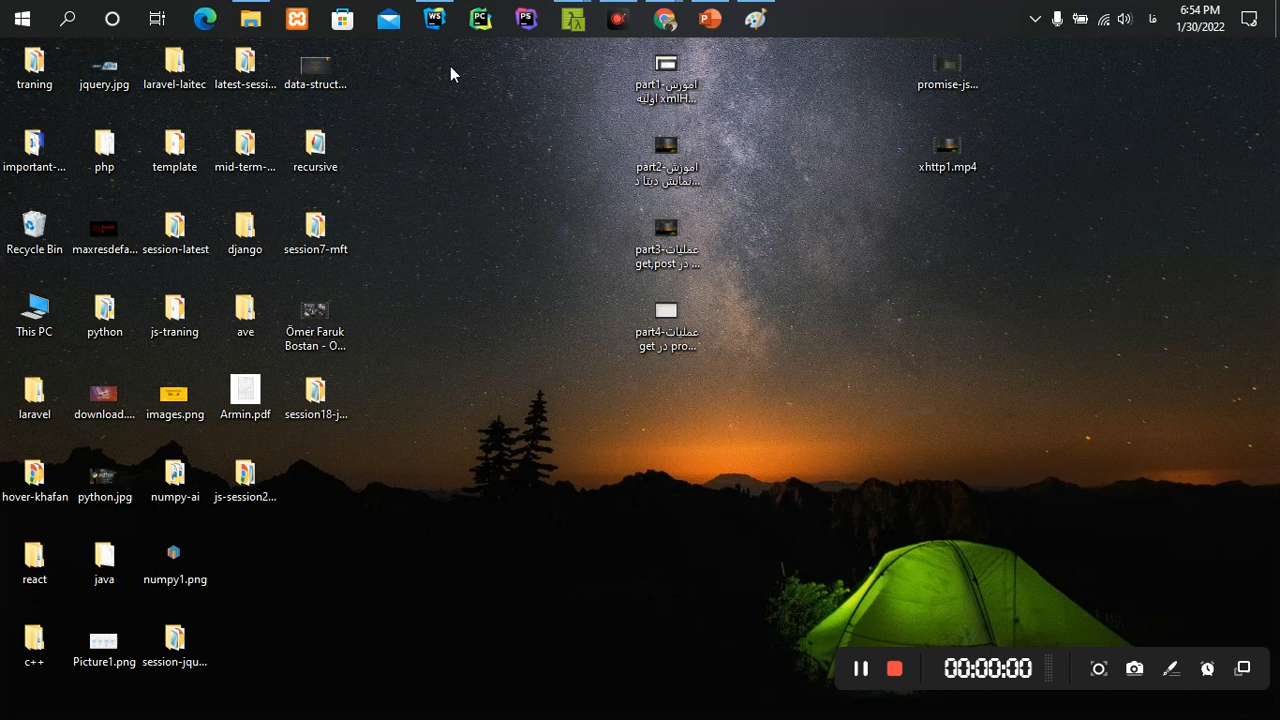 فا
6:54 PM
1/30/2022
traning
jquery.jpg
laravel-laitec
latest-sessi...
data-struct...
part1-اموزش
اولیه xmlH...
promise-js...
important-...
php
template
mid-term-...
recursive
part2-اموزش
نمایش دیتا د...
xhttp1.mp4
Recycle Bin
maxresdefa...
session-latest
django
session7-mft
part3-عملیات
get,post در ...
This PC
python
js-traning
ave
Ömer Faruk
Bostan - O...
part4-عملیات
get در pro...
laravel
download....
images.png
Armin.pdf
session18-j...
hover-khafan
python.jpg
numpy-ai
js-session2...
react
java
numpy1.png
c++
Picture1.png
session-jqu...
00:00:00